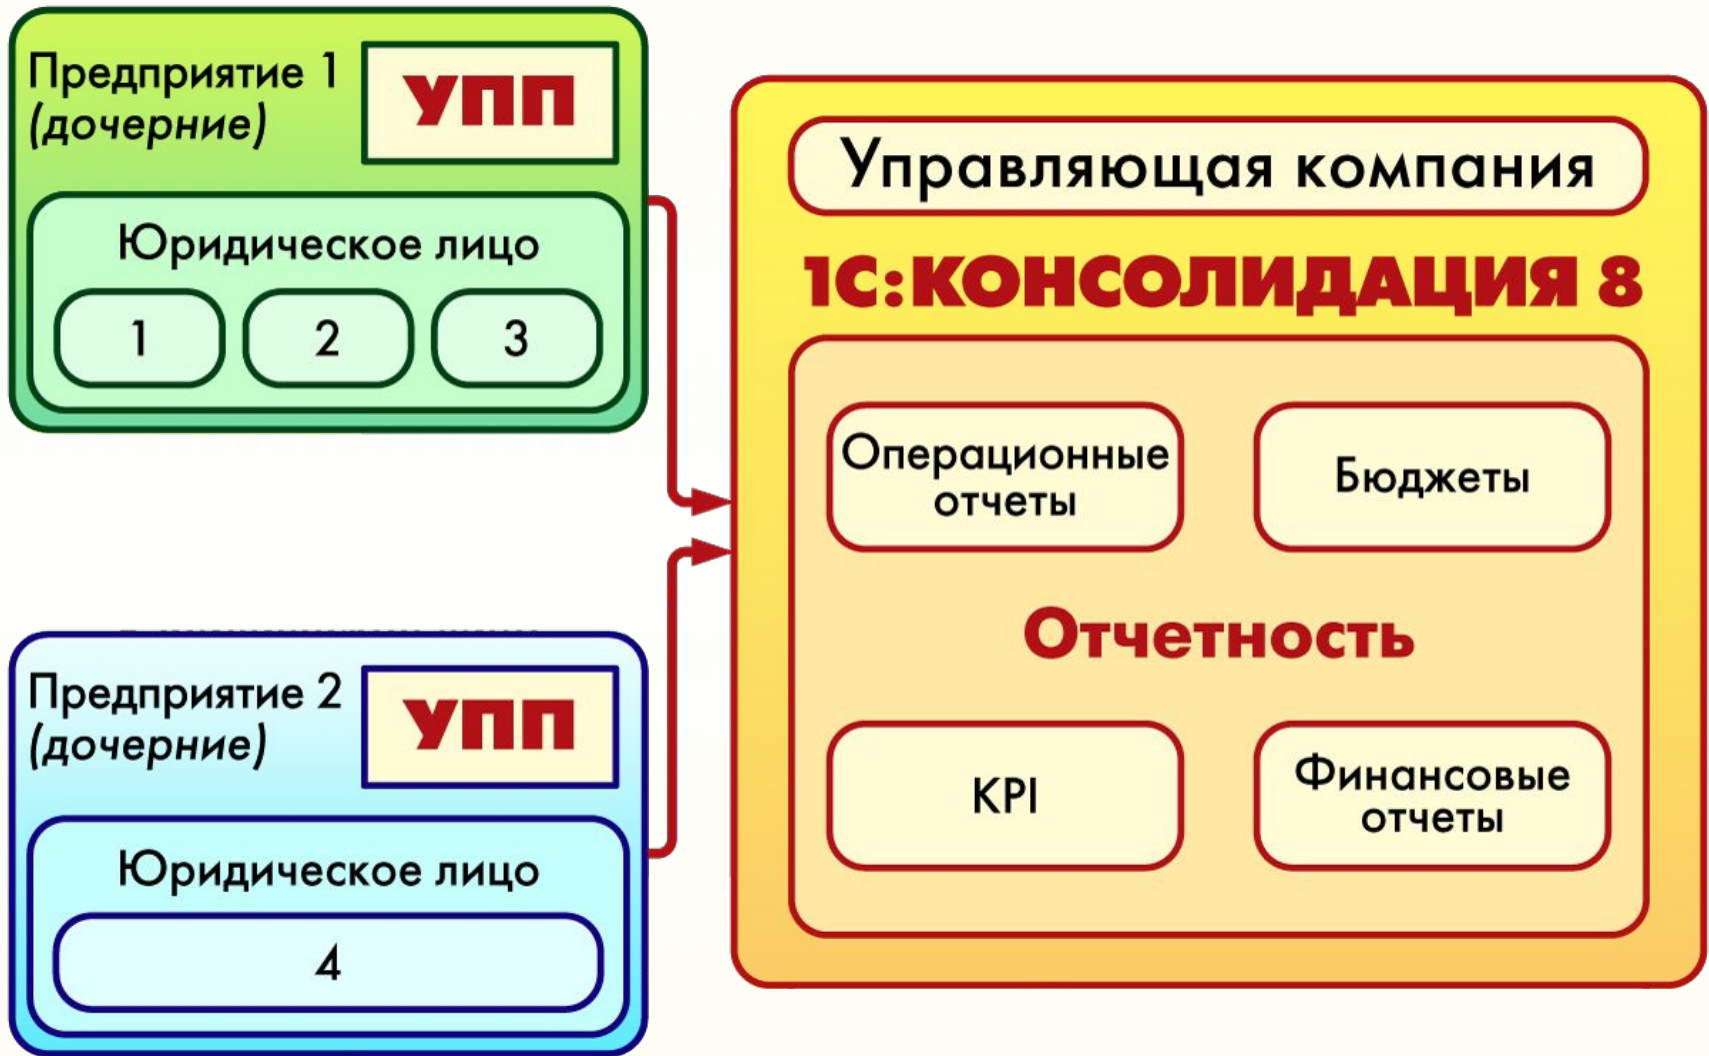 Предприятие 1
(дочерние)
УПП
Юридическое лицо
1
2
3
Предприятие 2
(дочерние)
УПП
Юридическое лицо
4
Управляющая компания
1С:КОНСОЛИДАЦИЯ 8
Операционные
отчеты
Бюджеты
Отчетность
KPI
Финансовые
отчеты